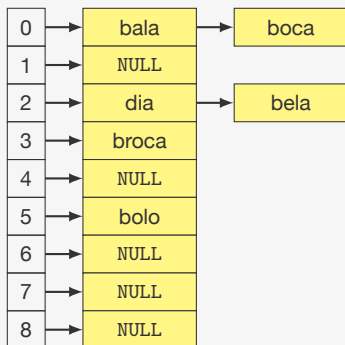 0 bala boca
1 NULL
2 dia bela
3 broca
4 NULL
5 bolo
6 NULL
7 NULL
8 NULL